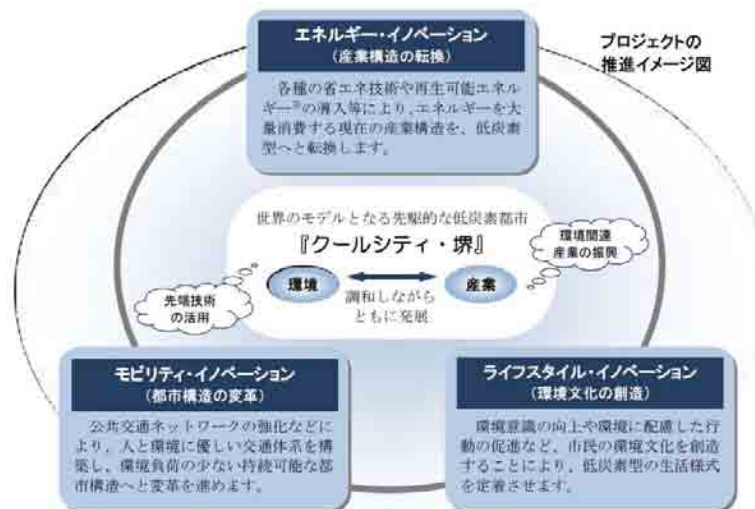 プロジェクトの
推進イメージ図
エネルギー・イノベーション
(産業構造の転換)
各種の省エネ技術や再生可能エネル
ギー※の導入等により、エネルギーを大
量消費する現在の産業構造を、低炭素
型へと転換します。
世界のモデルとなる先駆的な低炭素都市
『クールシティ・堺』
環境
産業
調和しながら
ともに発展
環境関連
産業の振興
先端技術
の活用
モビリティ・イノベーション
(都市構造の変革)
公共交通ネットワークの強化などに
より、人と環境に優しい交通体系を構
築し、環境負荷の少ない持続可能な都
市構造へと変革を進めます。
ライフスタイル・イノベーション
(環境文化の創造)
環境意識の向上や環境に配慮した行
動の促進など、市民の環境文化を創造
することにより、低炭素型の生活様式
を定着させます。